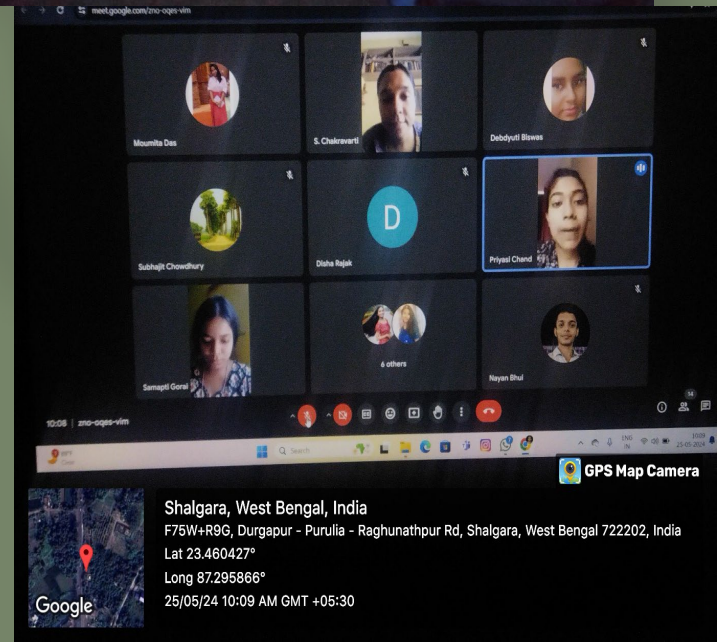 meet.google.com/zno-oqes-vim
Moumita Das
S. Chakravarti
Debdyuti Biswas
Subhajit Chowdhury
D
Disha Rajak
Priyasi Chand
Samapti Gorai
6 others
Nayan Bhui
14
10:08 | zno-oqes-vim
Clear
Search
ENG
IN
10:09
25-05-2024
GPS Map Camera
Google
Shalgara, West Bengal, India
F75W+R9G, Durgapur - Purulia - Raghunathpur Rd, Shalgara, West Bengal 722202, India
Lat 23.460427°
Long 87.295866°
25/05/24 10:09 AM GMT +05:30